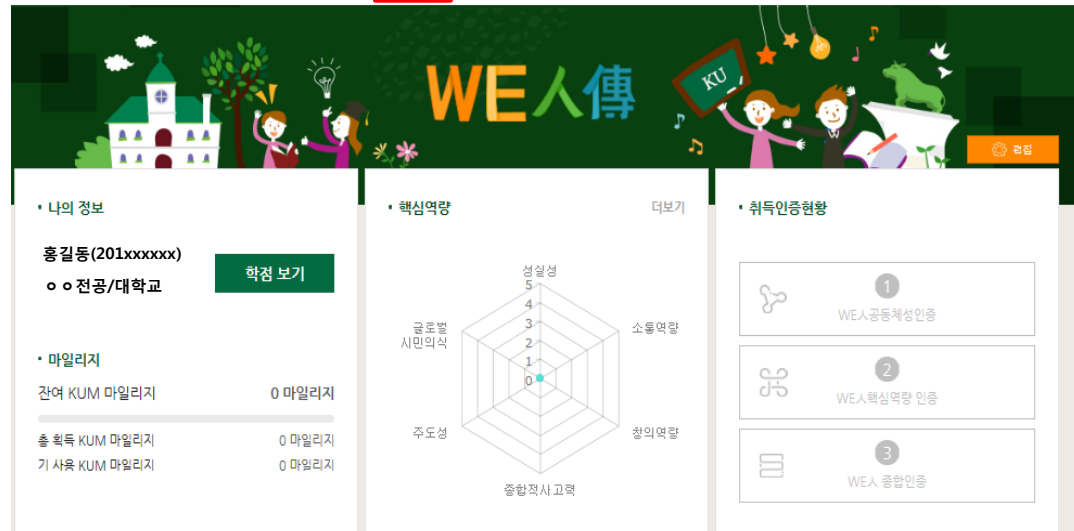 WE人傳
KU
편집
나의 정보
홍길동(201xxxxxx)
ㅇㅇ전공/대학교
학점 보기
마일리지
잔여 KUM 마일리지 0 마일리지
총 획득 KUM 마일리지 0 마일리지
기 사용 KUM 마일리지 0 마일리지
핵심역량 더보기
성실성
5
4
3
2
1
0
소통역량
창의역량
종합적사고력
주도성
글로벌
시민의식
취득인증현황
1
WE人공동체성인증
2
WE人핵심역량 인증
3
WE人 종합인증